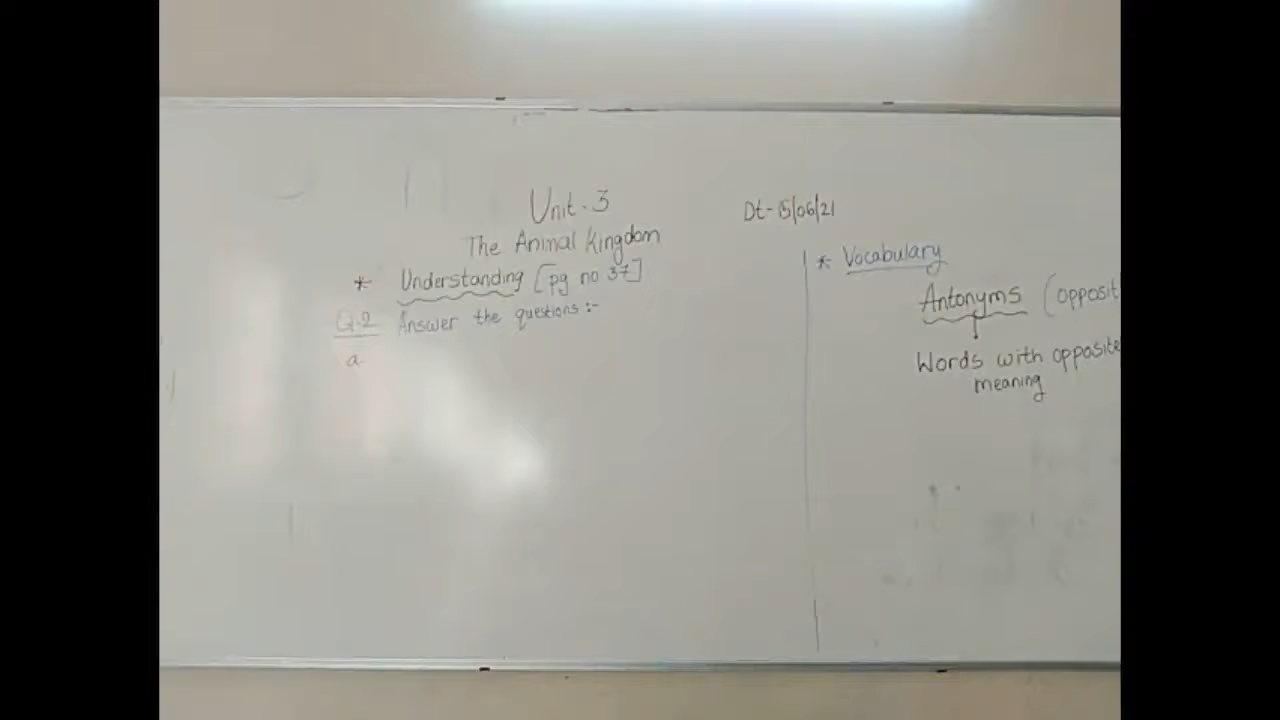 Unit - 3
Dt - 15/06/21
The Animal Kingdom
* Understanding [pg no 37]
Q.2 Answer the questions :-
a
* Vocabulary
Antonyms (opposit
Words with opposite
meaning